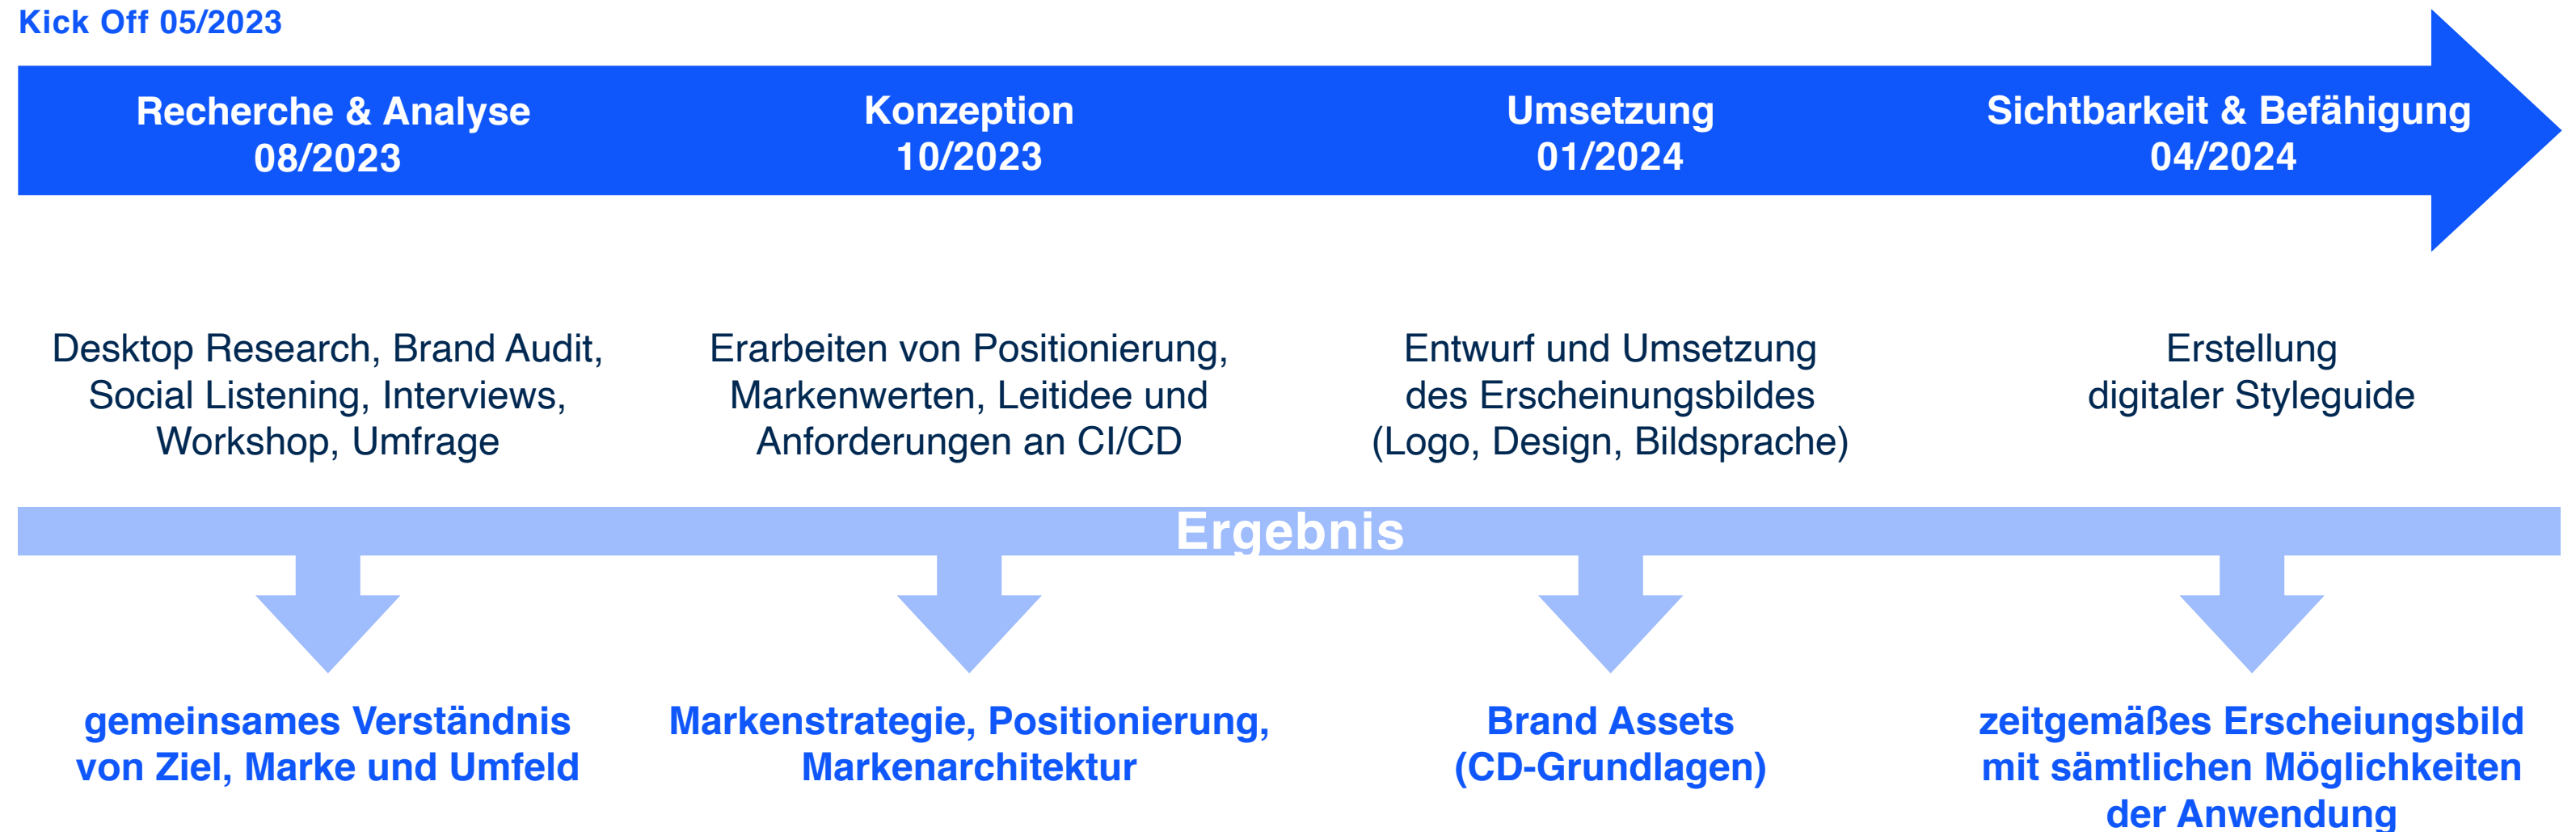 Kick Off 05/2023
Recherche & Analyse
08/2023
Konzeption
10/2023
Umsetzung
01/2024
Sichtbarkeit & Befähigung
04/2024
Desktop Research, Brand Audit,
Social Listening, Interviews,
Workshop, Umfrage
Erarbeiten von Positionierung,
Markenwerten, Leitidee und
Anforderungen an CI/CD
Entwurf und Umsetzung
des Erscheinungsbildes
(Logo, Design, Bildsprache)
Erstellung
digitaler Styleguide
Ergebnis
gemeinsames Verständnis
von Ziel, Marke und Umfeld
Markenstrategie, Positionierung,
Markenarchitektur
Brand Assets
(CD-Grundlagen)
zeitgemäßes Erscheiungsbild
mit sämtlichen Möglichkeiten
der Anwendung